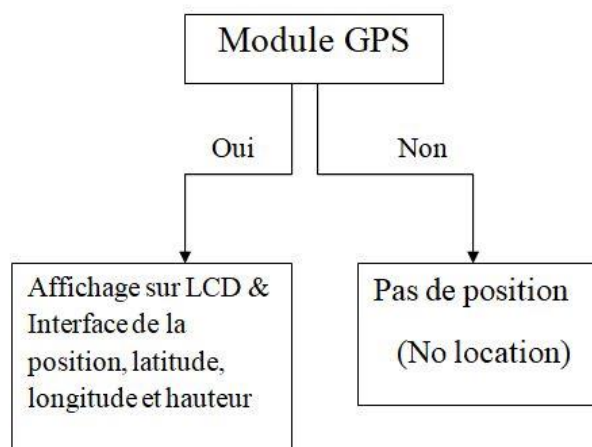 Module GPS
Oui
Non
Affichage sur LCD &
Interface de la
position, latitude,
longitude et hauteur
Pas de position
(No location)